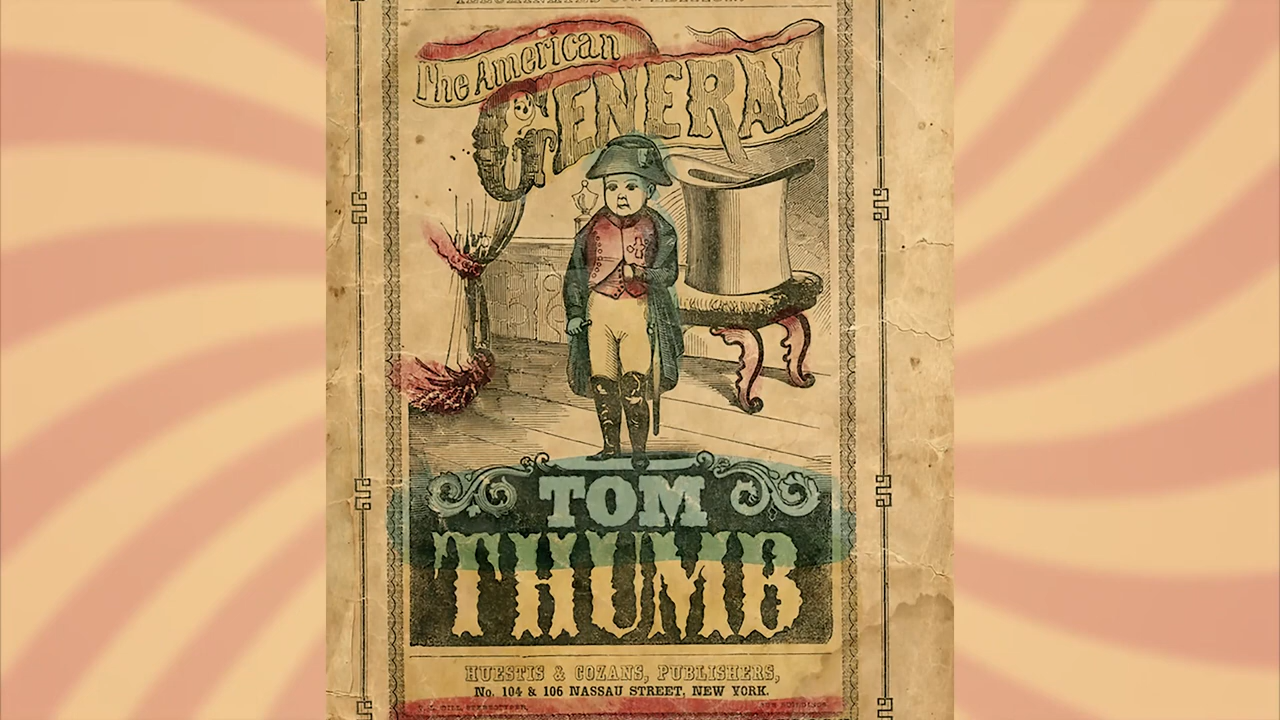 The American
GENERAL
TOM
THUMB
HUESTIS & COZANS, PUBLISHERS,
No. 104 & 106 NASSAU STREET, NEW YORK.